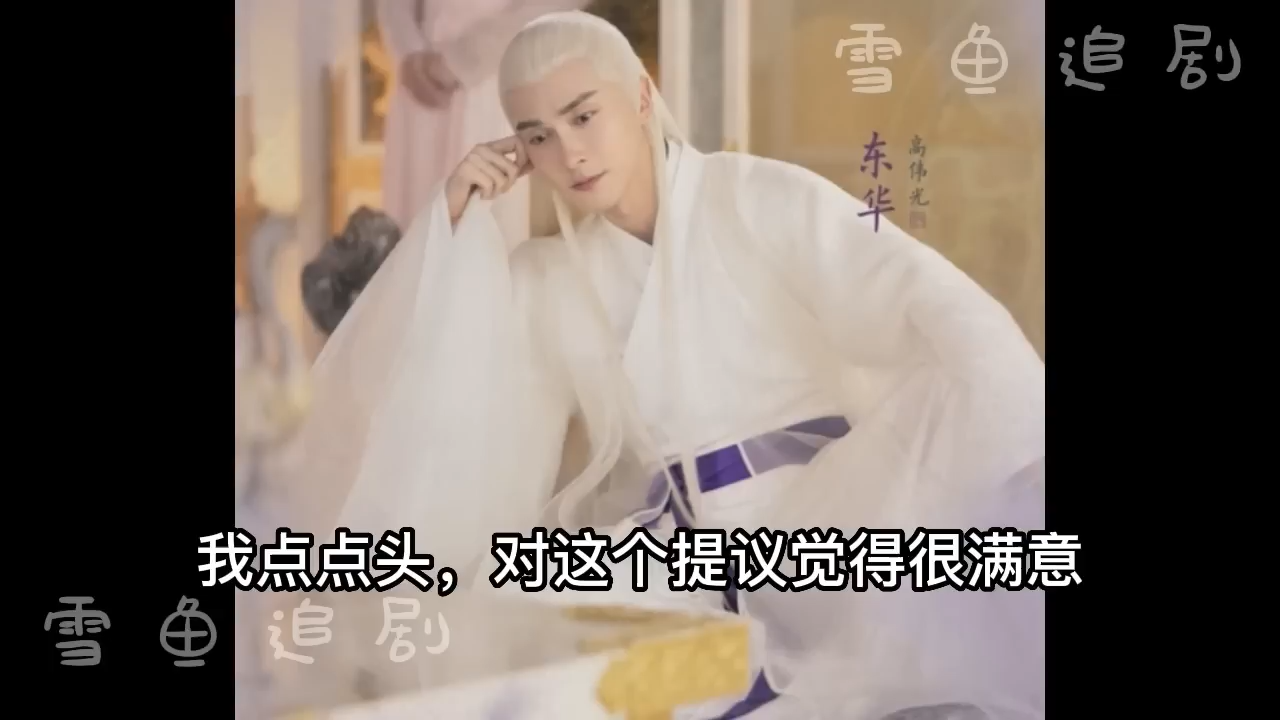 雪鱼追剧
高伟光
东华
我点点头，对这个提议觉得很满意
雪鱼追剧